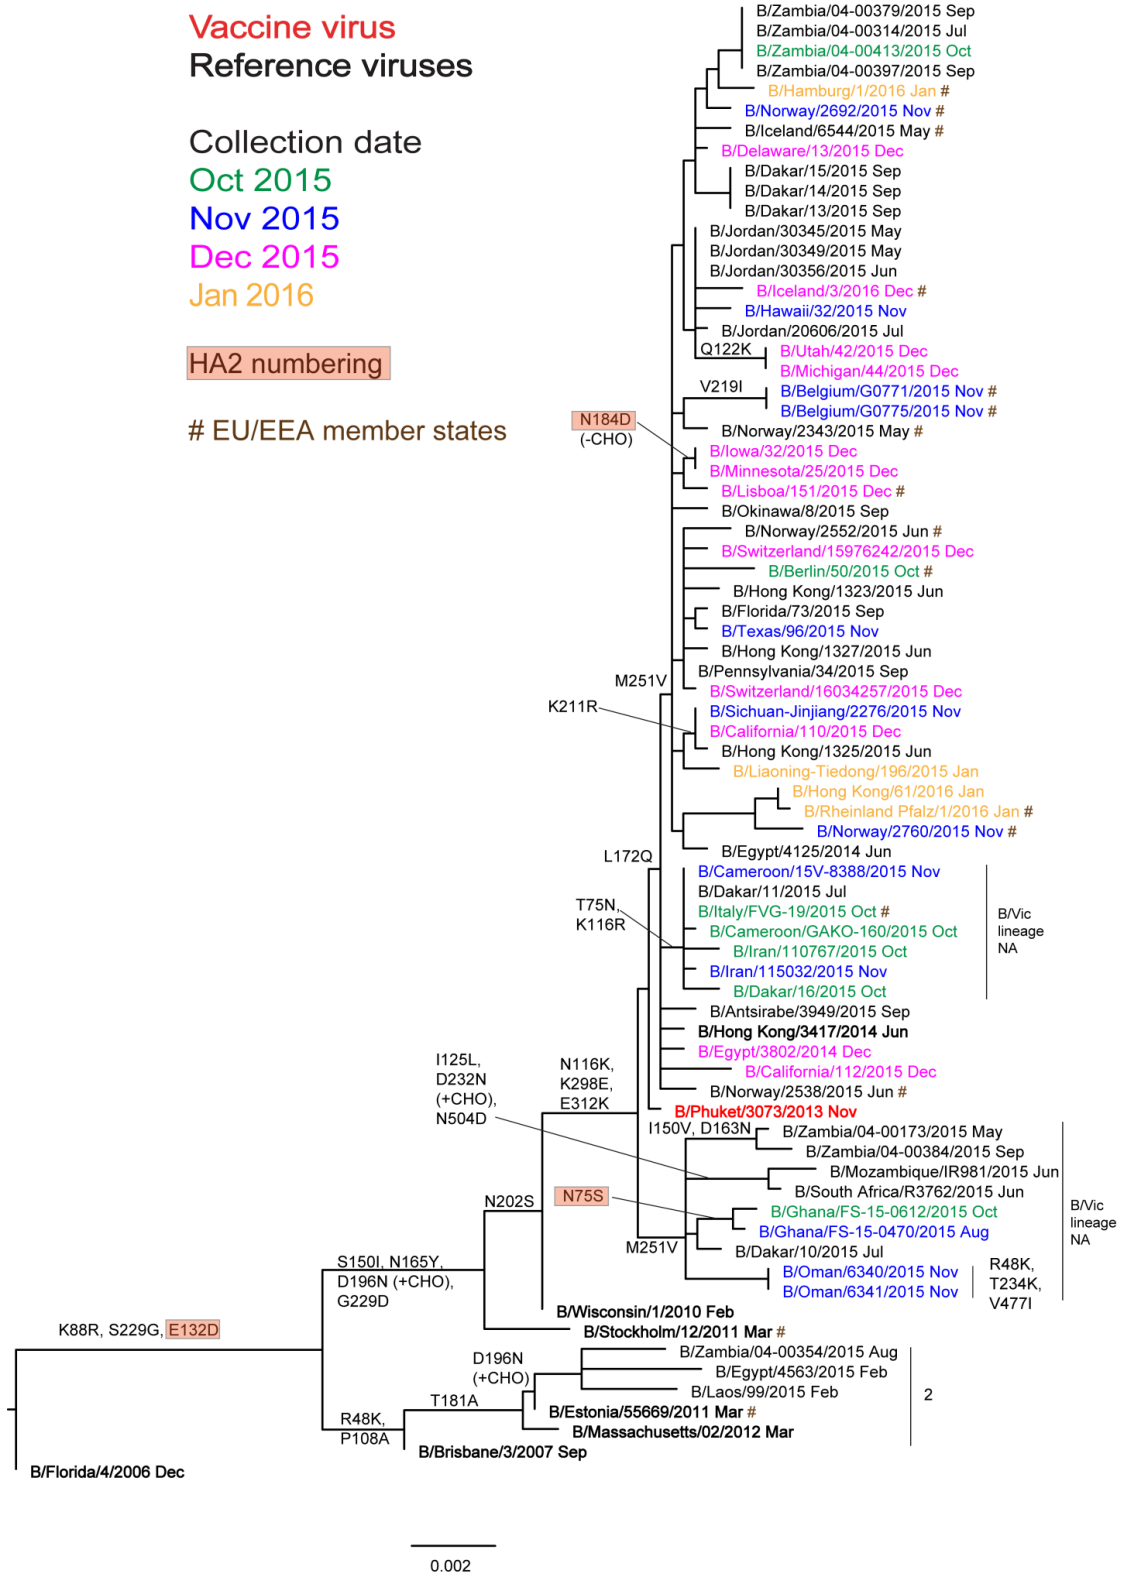 Vaccine virus
Reference viruses
Collection date
Oct 2015
Nov 2015
Dec 2015
Jan 2016
HA2 numbering
# EU/EEA member states
B/Zambia/04-00379/2015 Sep
B/Zambia/04-00314/2015 Jul
B/Zambia/04-00413/2015 Oct
B/Zambia/04-00397/2015 Sep
B/Hamburg/1/2016 Jan #
B/Norway/2692/2015 Nov #
B/Iceland/6544/2015 May #
B/Delaware/13/2015 Dec
B/Dakar/15/2015 Sep
B/Dakar/14/2015 Sep
B/Dakar/13/2015 Sep
B/Jordan/30345/2015 May
B/Jordan/30349/2015 May
B/Jordan/30356/2015 Jun
B/Iceland/3/2016 Dec #
B/Hawaii/32/2015 Nov
B/Jordan/20606/2015 Jul
Q122K
B/Utah/42/2015 Dec
B/Michigan/44/2015 Dec
V219I
B/Belgium/G0771/2015 Nov #
B/Belgium/G0775/2015 Nov #
B/Norway/2343/2015 May #
N184D
(-CHO)
B/Iowa/32/2015 Dec
B/Minnesota/25/2015 Dec
B/Lisboa/151/2015 Dec #
B/Okinawa/8/2015 Sep
B/Norway/2552/2015 Jun #
B/Switzerland/15976242/2015 Dec
B/Berlin/50/2015 Oct #
B/Hong Kong/1323/2015 Jun
B/Florida/73/2015 Sep
B/Texas/96/2015 Nov
B/Hong Kong/1327/2015 Jun
B/Pennsylvania/34/2015 Sep
M251V
B/Switzerland/16034257/2015 Dec
K211R
B/Sichuan-Jinjiang/2276/2015 Nov
B/California/110/2015 Dec
B/Hong Kong/1325/2015 Jun
B/Liaoning-Tiedong/196/2015 Jan
B/Hong Kong/61/2016 Jan
B/Rheinland Pfalz/1/2016 Jan #
B/Norway/2760/2015 Nov #
B/Egypt/4125/2014 Jun
L172Q
B/Cameroon/15V-8388/2015 Nov
B/Dakar/11/2015 Jul
T75N,
K116R
B/Italy/FVG-19/2015 Oct #
B/Cameroon/GAKO-160/2015 Oct
B/Iran/110767/2015 Oct
B/Iran/115032/2015 Nov
B/Dakar/16/2015 Oct
B/Vic
lineage
NA
B/Antsirabe/3949/2015 Sep
B/Hong Kong/3417/2014 Jun
B/Egypt/3802/2014 Dec
B/California/112/2015 Dec
B/Norway/2538/2015 Jun #
B/Phuket/3073/2013 Nov
I125L,
D232N
(+CHO),
N504D
N116K,
K298E,
E312K
I150V, D163N
B/Zambia/04-00173/2015 May
B/Zambia/04-00384/2015 Sep
B/Mozambique/IR981/2015 Jun
B/South Africa/R3762/2015 Jun
N75S
B/Ghana/FS-15-0612/2015 Oct
B/Ghana/FS-15-0470/2015 Aug
M251V
B/Dakar/10/2015 Jul
B/Oman/6340/2015 Nov
B/Oman/6341/2015 Nov
R48K,
T234K,
V477I
B/Vic
lineage
NA
N202S
S150I, N165Y,
D196N (+CHO),
G229D
B/Wisconsin/1/2010 Feb
B/Stockholm/12/2011 Mar #
K88R, S229G, E132D
B/Zambia/04-00354/2015 Aug
D196N
(+CHO)
B/Egypt/4563/2015 Feb
B/Laos/99/2015 Feb
2
T181A
B/Estonia/55669/2011 Mar #
R48K,
P108A
B/Massachusetts/02/2012 Mar
B/Brisbane/3/2007 Sep
B/Florida/4/2006 Dec
0.002